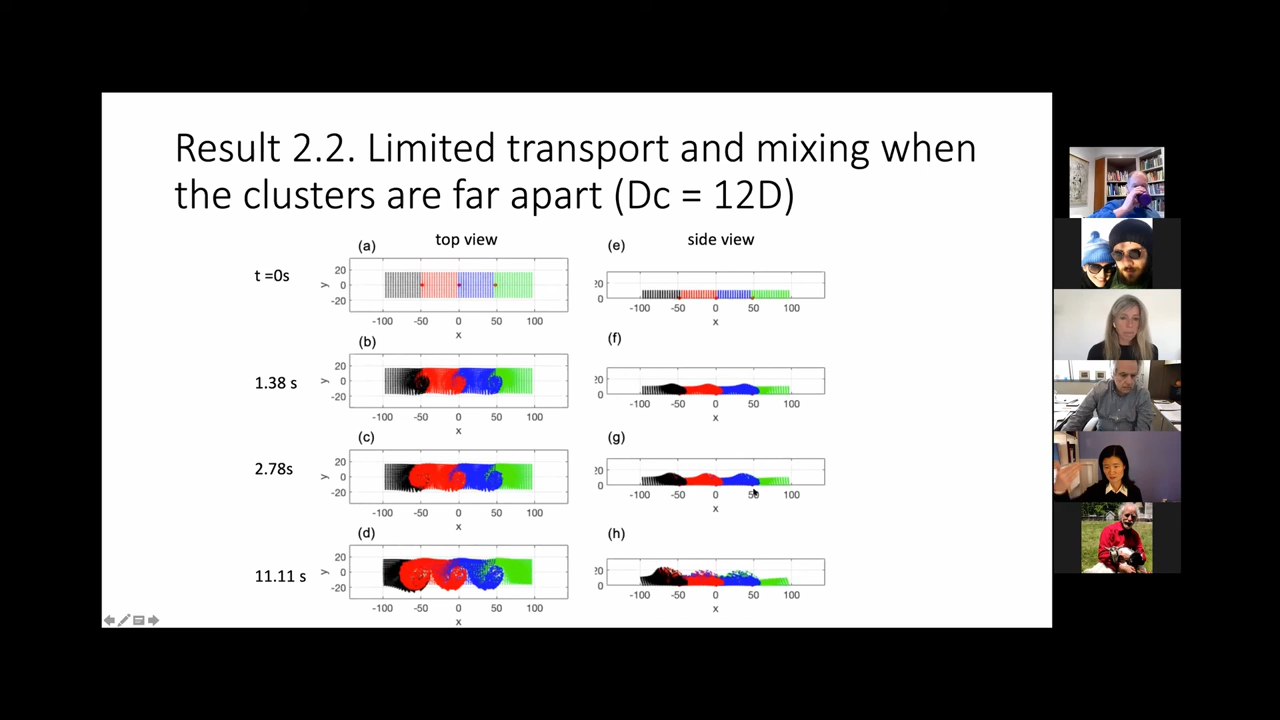 Result 2.2. Limited transport and mixing when
the clusters are far apart (Dc = 12D)
top view
side view
(a)
(e)
t =0s
20
0
-20
y
-100 -50 0 50 100
x
20
0
-100 -50 0 50 100
x
(b)
(f)
1.38 s
20
0
-20
y
-100 -50 0 50 100
x
20
0
-100 -50 0 50 100
x
(c)
(g)
2.78s
20
0
-20
y
-100 -50 0 50 100
x
20
0
-100 -50 0 50 100
x
(d)
(h)
11.11 s
20
0
-20
y
-100 -50 0 50 100
x
20
0
-100 -50 0 50 100
x